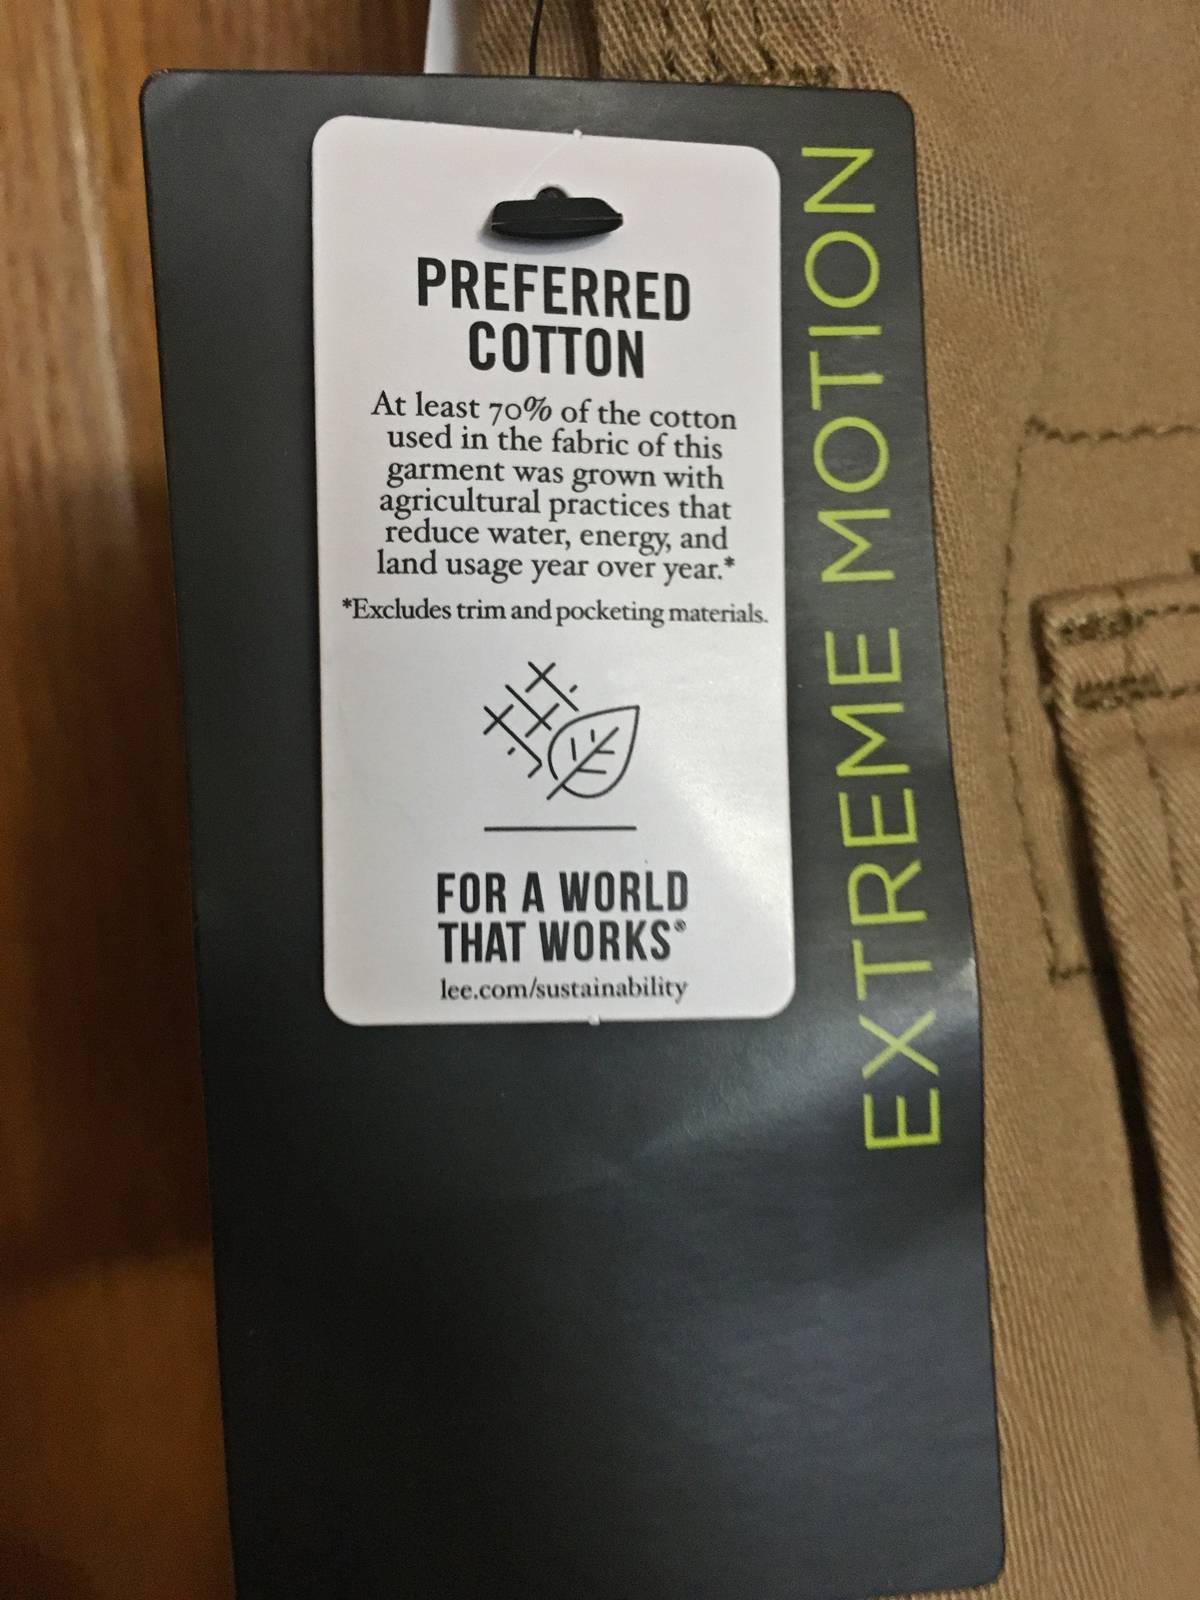 PREFERRED
COTTON
At least 70% of the cotton
used in the fabric of this
garment was grown with
agricultural practices that
reduce water, energy, and
land usage year over year.*
*Excludes trim and pocketing materials.
FOR A WORLD
THAT WORKS®
lee.com/sustainability
EXTREME MOTION